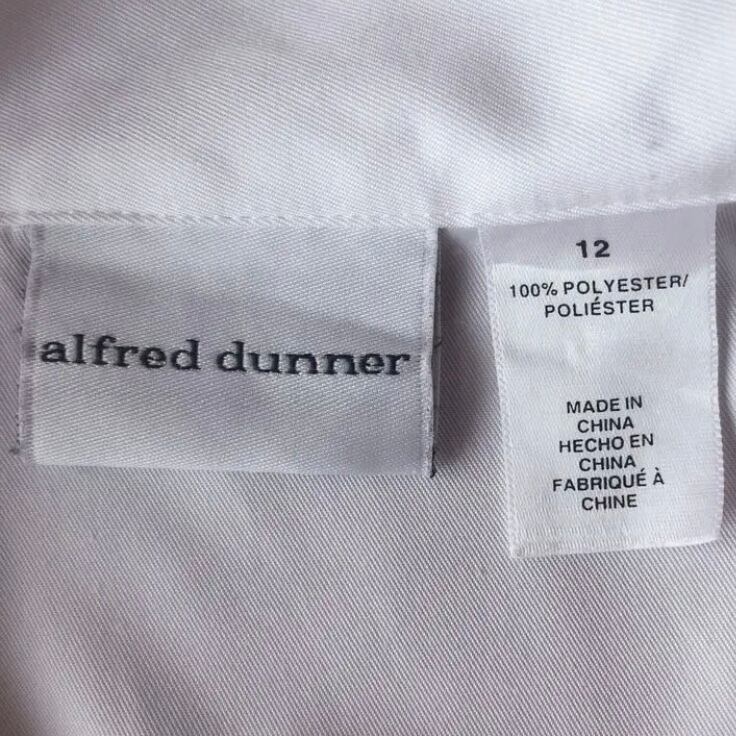 alfred dunner
12
100% POLYESTER/
POLIÉSTER
MADE IN
CHINA
HECHO EN
CHINA
FABRIQUÉ À
CHINE